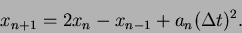 x_{n+1} = 2x_n − x_{n−1} + a_n(Δt)^2.